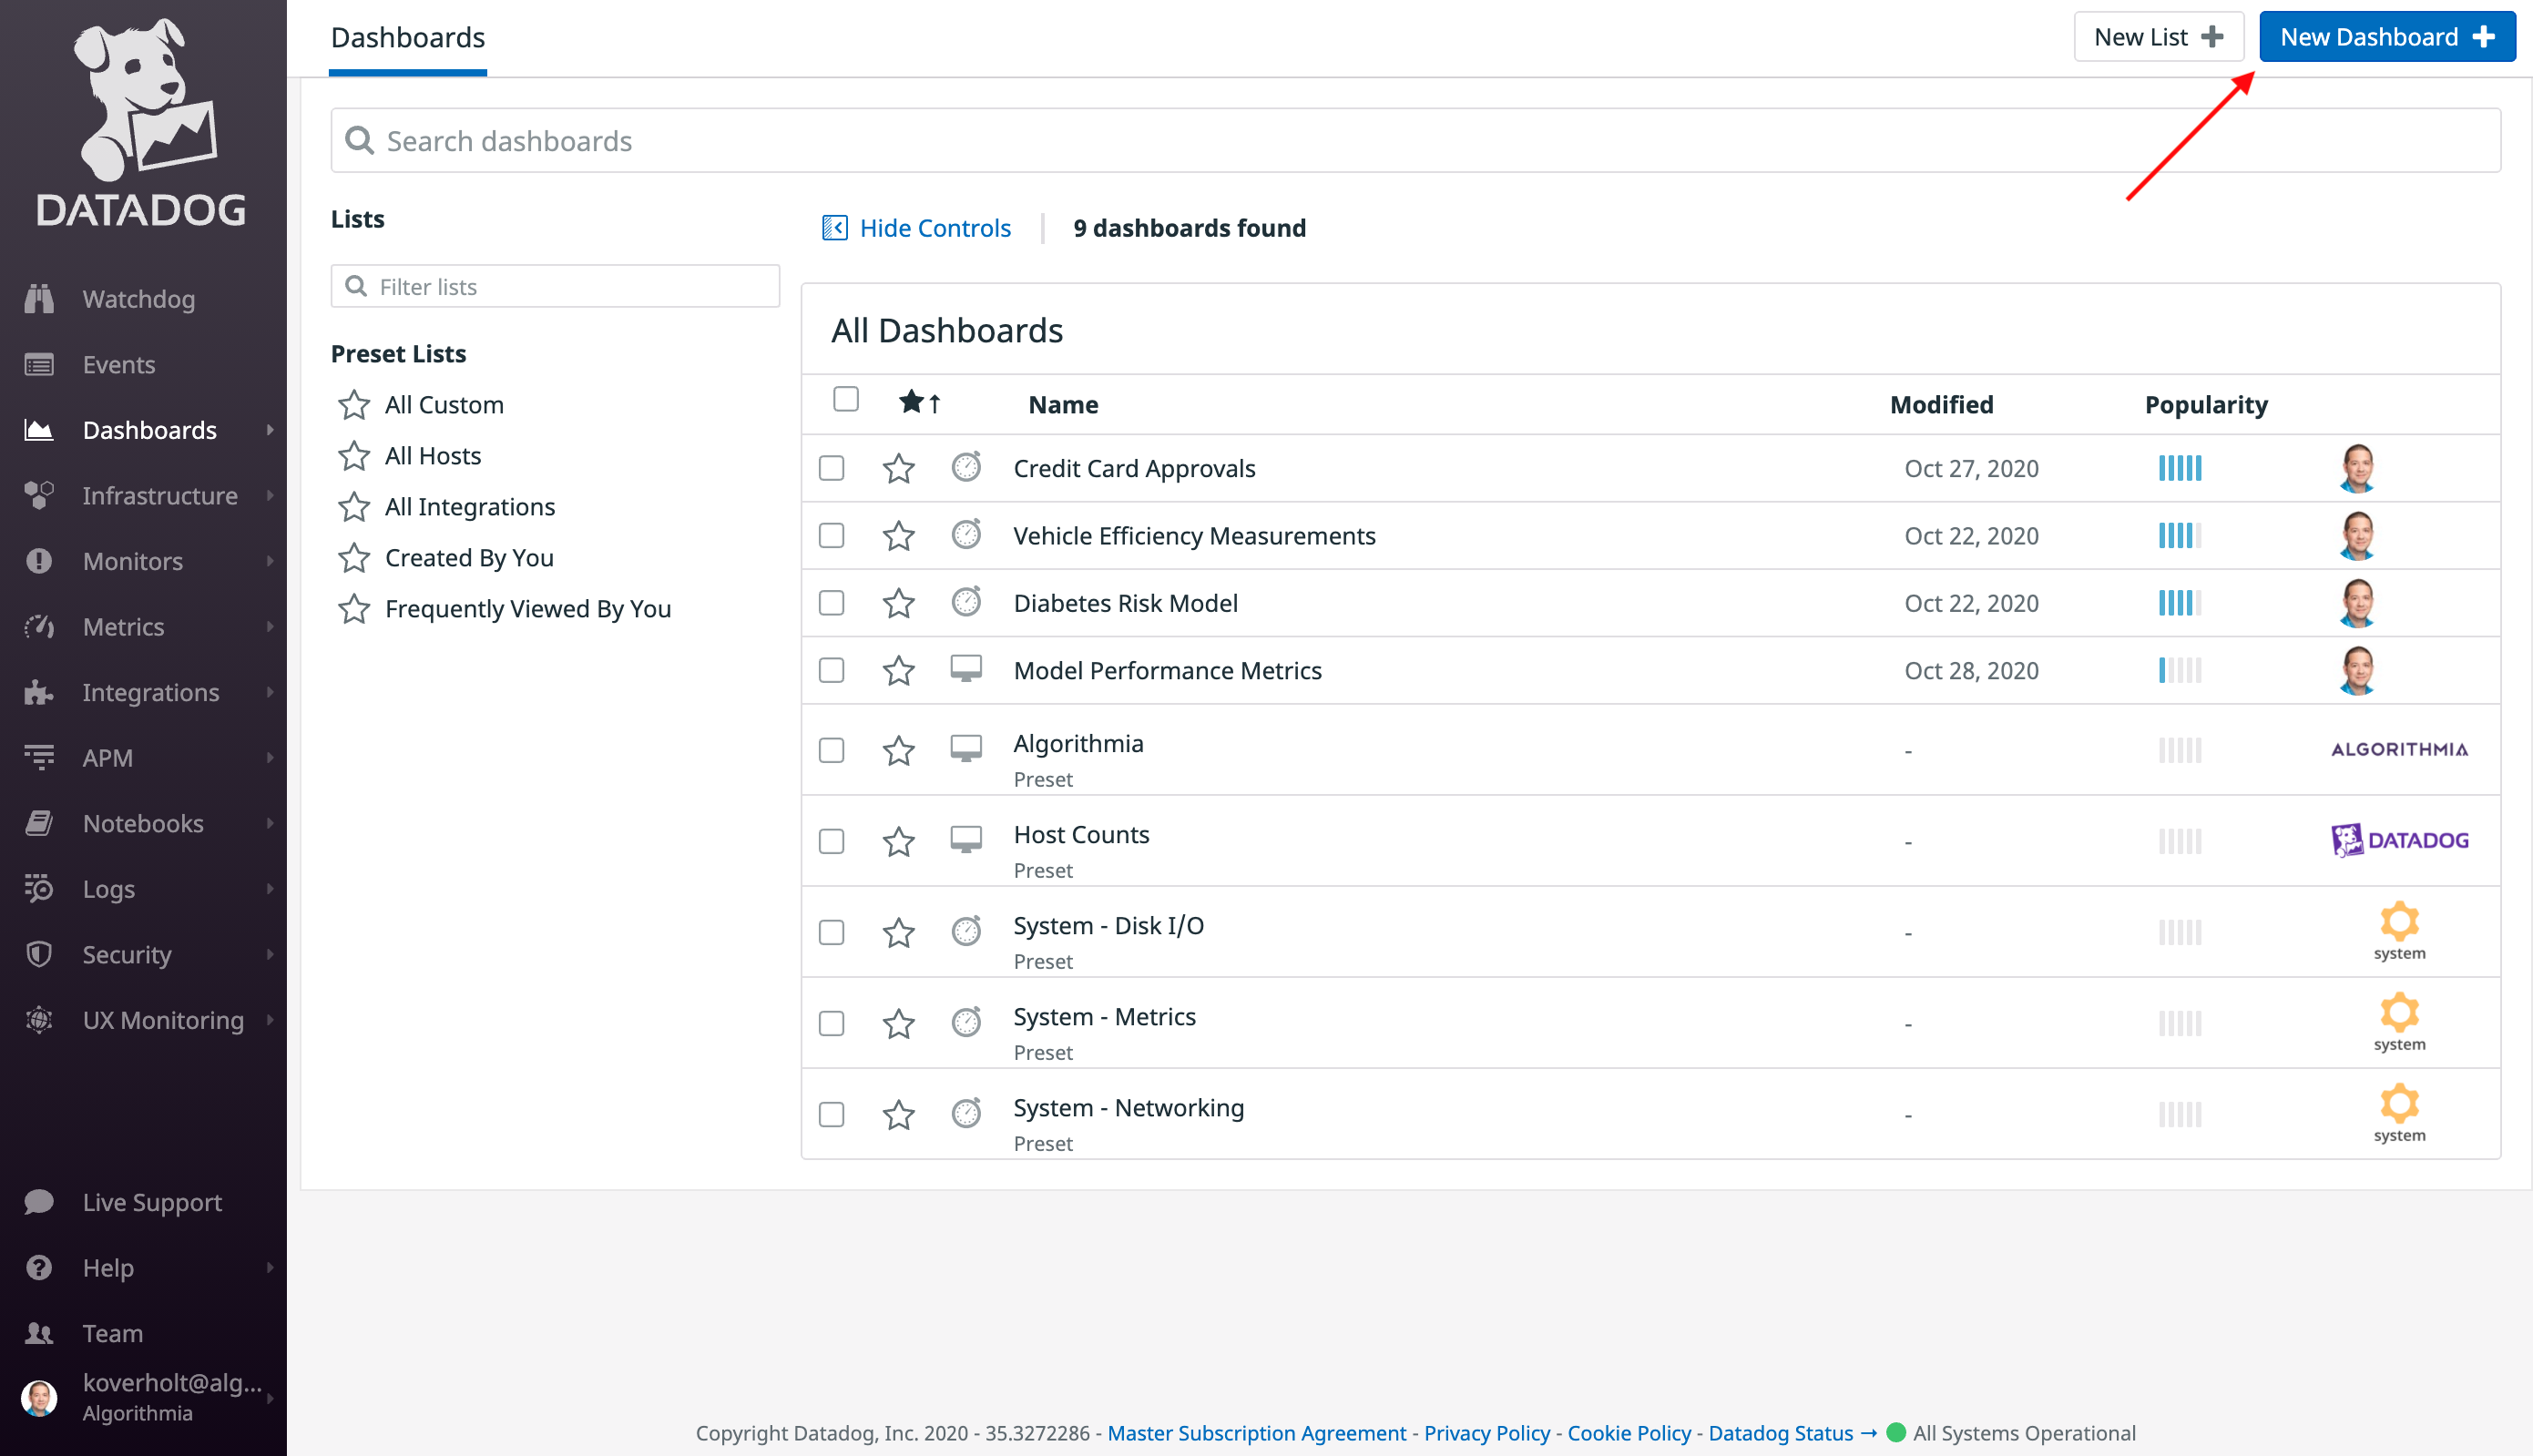 DATADOG
Watchdog
Events
Dashboards
Infrastructure
Monitors
Metrics
Integrations
APM
Notebooks
Logs
Security
UX Monitoring
Live Support
Help
Team
koverholt@alg...
Algorithmia
Dashboards
New List
New Dashboard
Search dashboards
Lists
Filter lists
Preset Lists
All Custom
All Hosts
All Integrations
Created By You
Frequently Viewed By You
Hide Controls
9 dashboards found
All Dashboards
Name Modified Popularity
Credit Card Approvals Oct 27, 2020
Vehicle Efficiency Measurements Oct 22, 2020
Diabetes Risk Model Oct 22, 2020
Model Performance Metrics Oct 28, 2020
Algorithmia - ALGORITHMIA
Preset
Host Counts - DATADOG
Preset
System - Disk I/O - system
Preset
System - Metrics - system
Preset
System - Networking - system
Preset
Copyright Datadog, Inc. 2020 - 35.3272286 - Master Subscription Agreement - Privacy Policy - Cookie Policy - Datadog Status → All Systems Operational